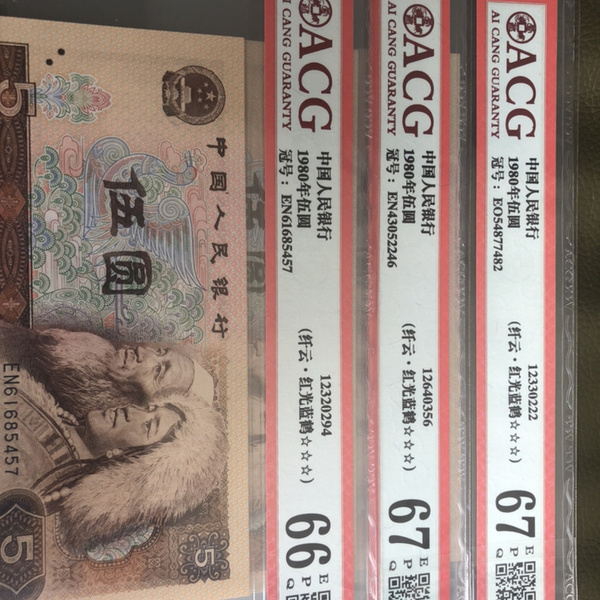 ACG
AI CANG GUARANTY
中国人民银行
1980年伍圆
冠号：EO54877482
12330222
(纤云·红光蓝鹤☆☆☆)
67
E
P
Q
ACG
AI CANG GUARANTY
中国人民银行
1980年伍圆
冠号：EN43052246
12640356
(纤云·红光蓝鹤☆☆☆)
67
E
P
Q
ACG
AI CANG GUARANTY
中国人民银行
1980年伍圆
冠号：EN61685457
12320294
(纤云·红光蓝鹤☆☆☆)
66
E
P
Q
中国人民银行
伍圆
5
EN61685457
5
5